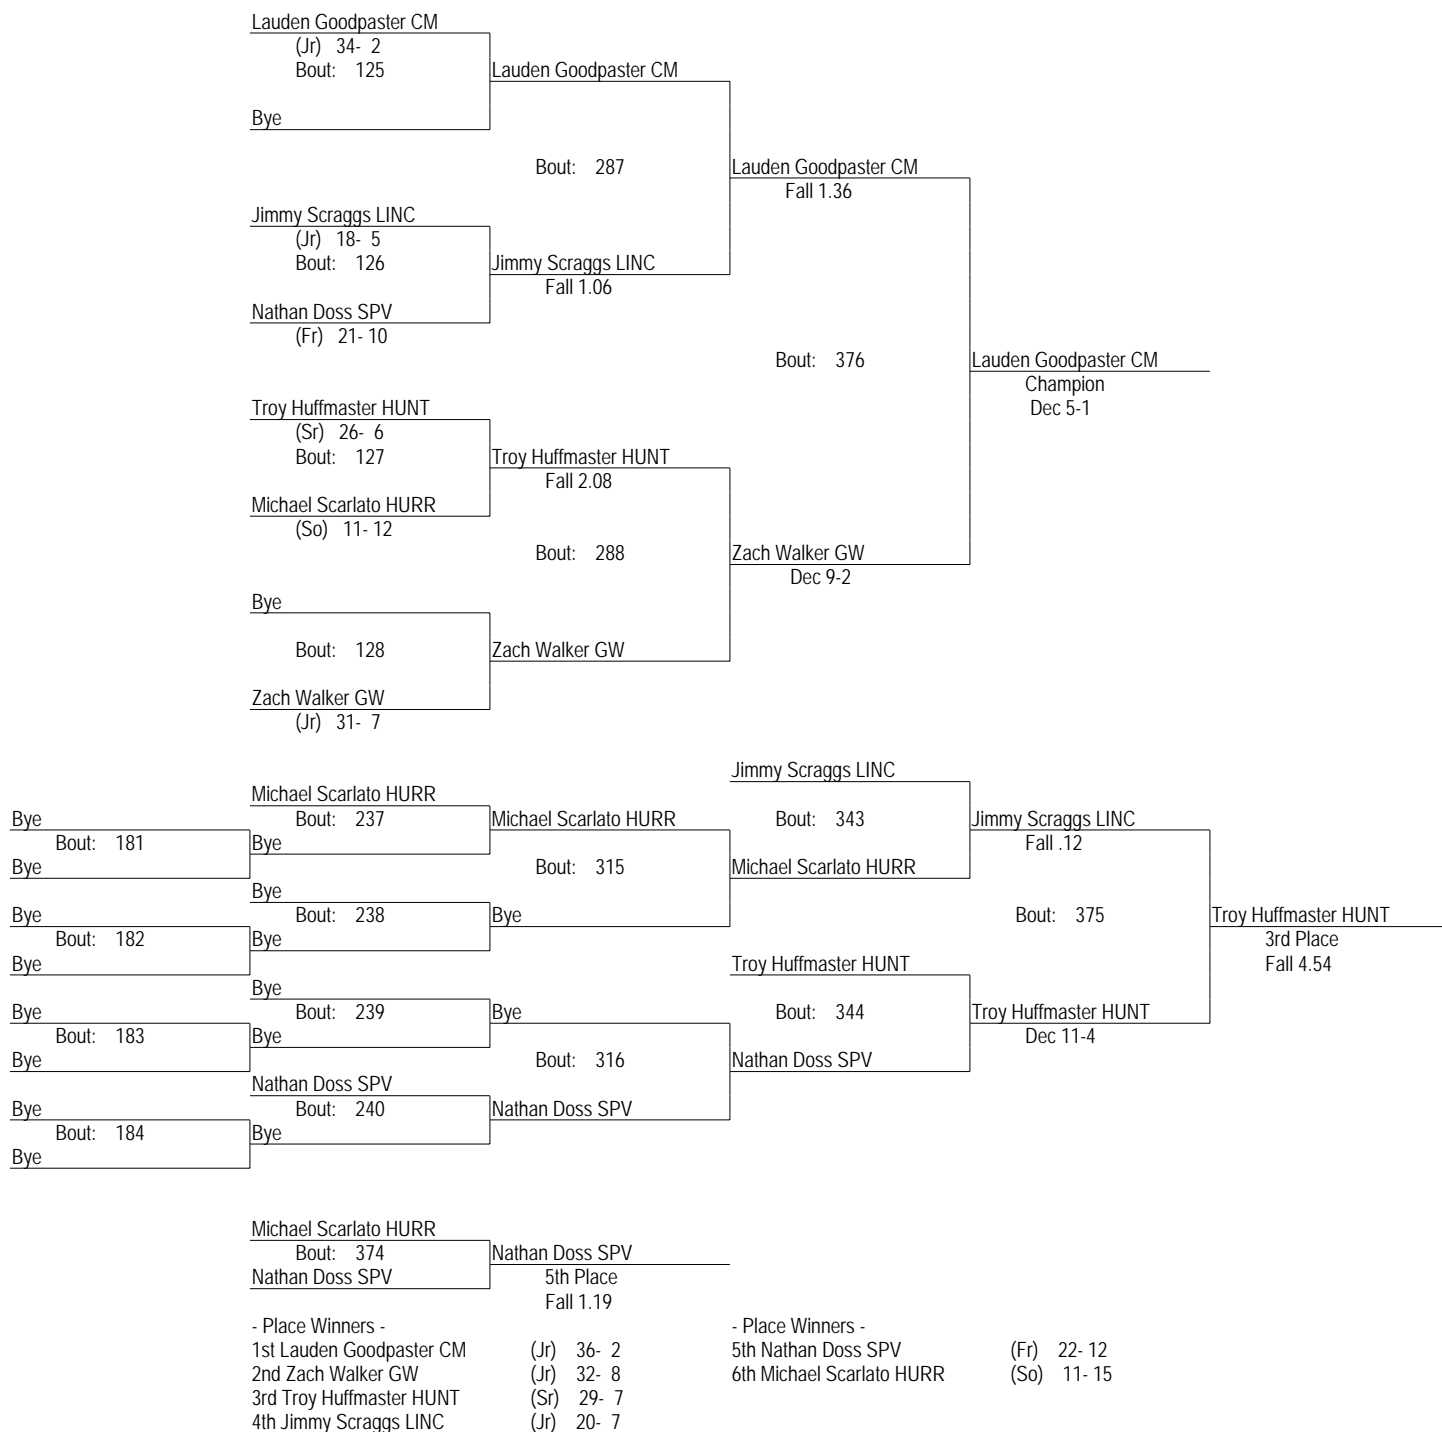 Lauden Goodpaster CM
(Jr) 34- 2
Bout: 125
Lauden Goodpaster CM
Bye
Bout: 287
Lauden Goodpaster CM
Fall 1.36
Jimmy Scraggs LINC
(Jr) 18- 5
Bout: 126
Jimmy Scraggs LINC
Fall 1.06
Nathan Doss SPV
(Fr) 21- 10
Bout: 376
Lauden Goodpaster CM
Champion
Dec 5-1
Troy Huffmaster HUNT
(Sr) 26- 6
Bout: 127
Troy Huffmaster HUNT
Fall 2.08
Michael Scarlato HURR
(So) 11- 12
Bout: 288
Zach Walker GW
Dec 9-2
Bye
Bout: 128
Zach Walker GW
Zach Walker GW
(Jr) 31- 7
Jimmy Scraggs LINC
Michael Scarlato HURR
Bye
Bout: 237
Michael Scarlato HURR
Bout: 343
Jimmy Scraggs LINC
Bout: 181
Bye
Fall .12
Bye
Bout: 315
Michael Scarlato HURR
Bye
Bye
Bout: 238
Bye
Bout: 375
Troy Huffmaster HUNT
Bout: 182
Bye
3rd Place
Bye
Troy Huffmaster HUNT
Fall 4.54
Bye
Bye
Bout: 239
Bye
Bout: 344
Troy Huffmaster HUNT
Bout: 183
Bye
Dec 11-4
Bye
Bout: 316
Nathan Doss SPV
Nathan Doss SPV
Bye
Bout: 240
Nathan Doss SPV
Bout: 184
Bye
Bye
Michael Scarlato HURR
Bout: 374
Nathan Doss SPV
Nathan Doss SPV
5th Place
Fall 1.19
- Place Winners -
1st Lauden Goodpaster CM (Jr) 36- 2
2nd Zach Walker GW (Jr) 32- 8
3rd Troy Huffmaster HUNT (Sr) 29- 7
4th Jimmy Scraggs LINC (Jr) 20- 7
- Place Winners -
5th Nathan Doss SPV (Fr) 22- 12
6th Michael Scarlato HURR (So) 11- 15